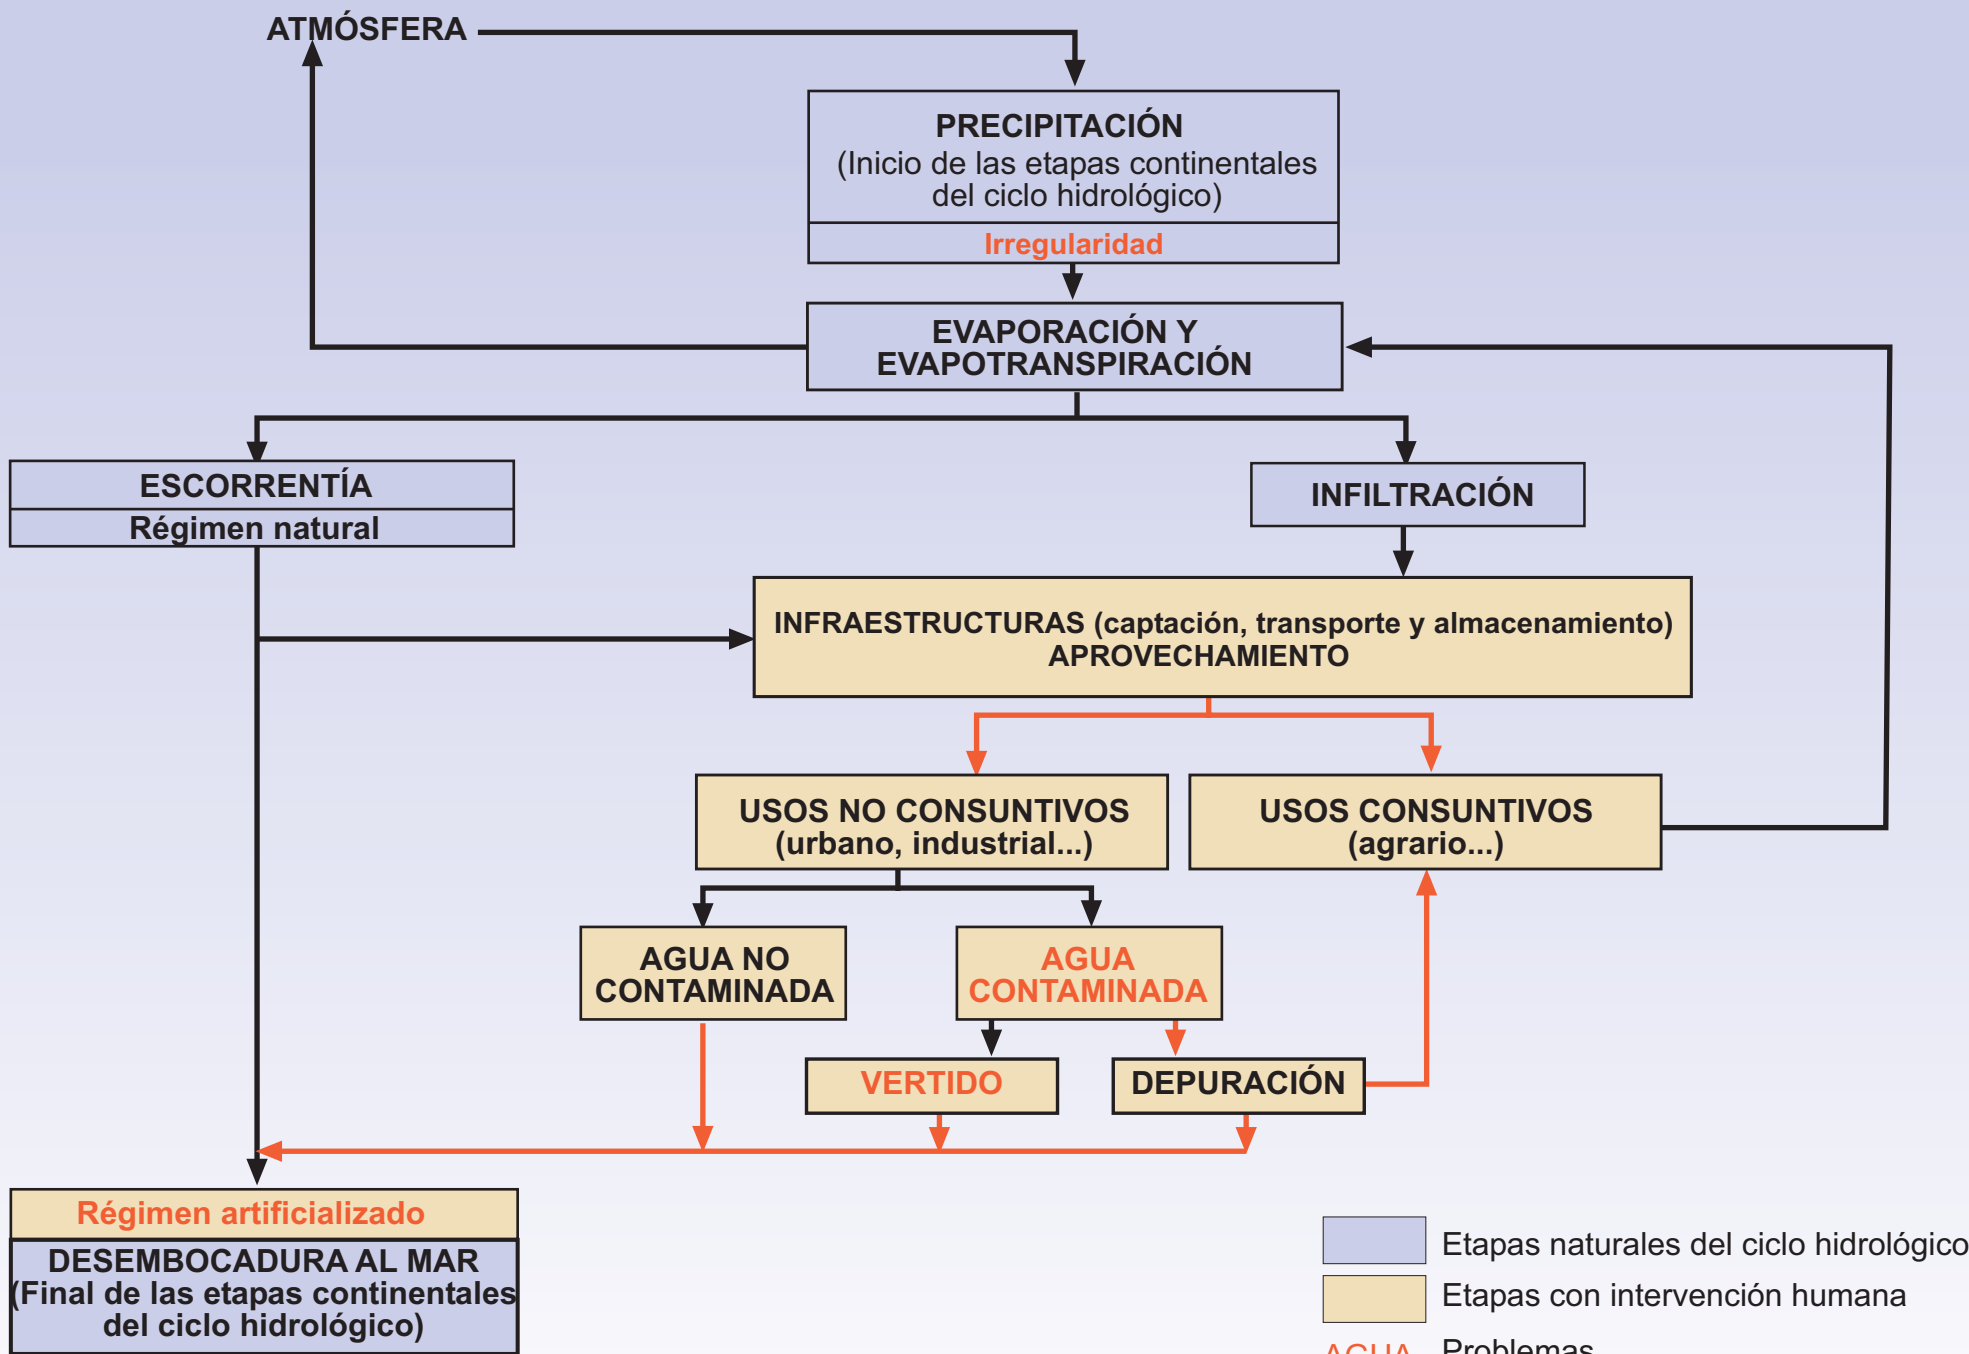 ATMÓSFERA
PRECIPITACIÓN
(Inicio de las etapas continentales
del ciclo hidrológico)
Irregularidad
EVAPORACIÓN Y
EVAPOTRANSPIRACIÓN
ESCORRENTÍA
Régimen natural
INFILTRACIÓN
INFRAESTRUCTURAS (captación, transporte y almacenamiento)
APROVECHAMIENTO
USOS NO CONSUNTIVOS
(urbano, industrial...)
USOS CONSUNTIVOS
(agrario...)
AGUA NO
CONTAMINADA
AGUA
CONTAMINADA
VERTIDO
DEPURACIÓN
Régimen artificializado
DESEMBOCADURA AL MAR
(Final de las etapas continentales
del ciclo hidrológico)
Etapas naturales del ciclo hidrológico
Etapas con intervención humana
AGUA Problemas